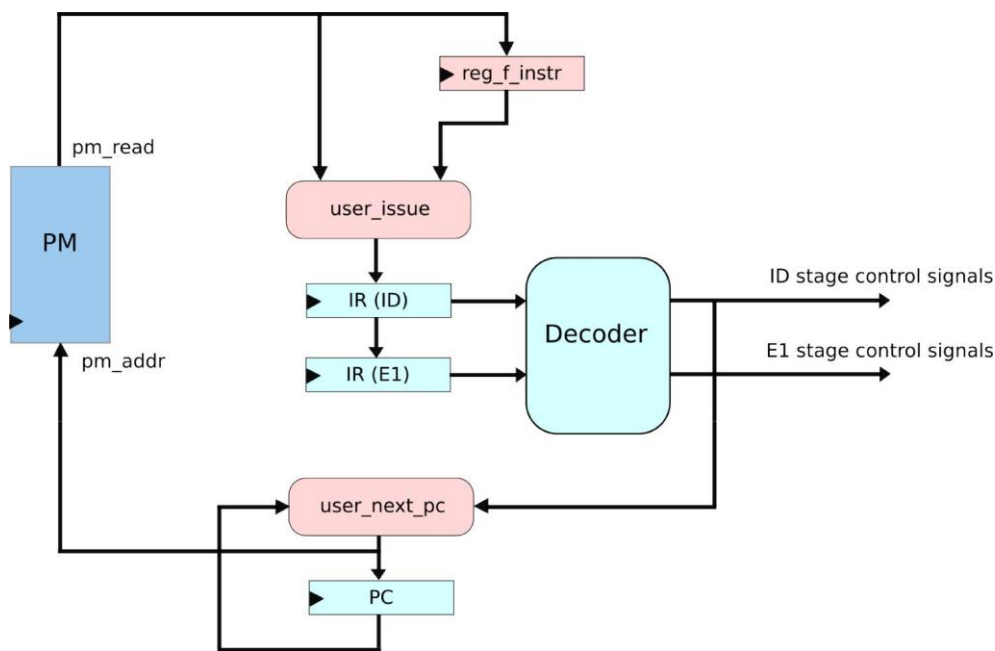 reg_f_instr
pm_read
user_issue
PM
ID stage control signals
IR (ID)
Decoder
E1 stage control signals
pm_addr
IR (E1)
user_next_pc
PC